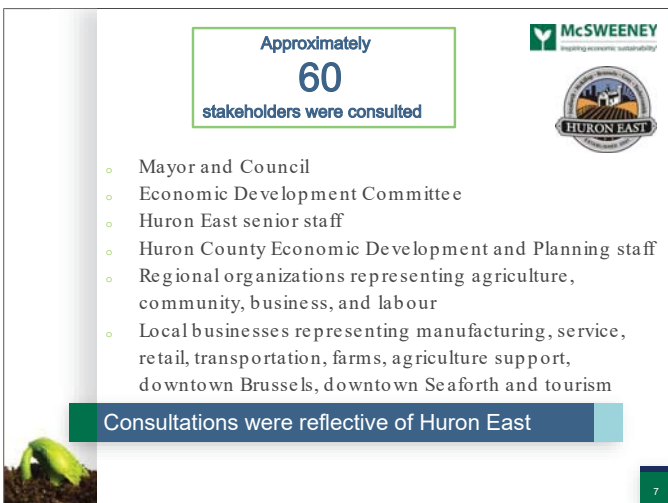 Approximately
60
stakeholders were consulted
McSWEENEY
inspiring economic sustainability
HURON EAST
Mayor and Council
Economic Development Committee
Huron East senior staff
Huron County Economic Development and Planning staff
Regional organizations representing agriculture,
community, business, and labour
Local businesses representing manufacturing, service,
retail, transportation, farms, agriculture support,
downtown Brussels, downtown Seaforth and tourism
Consultations were reflective of Huron East
7